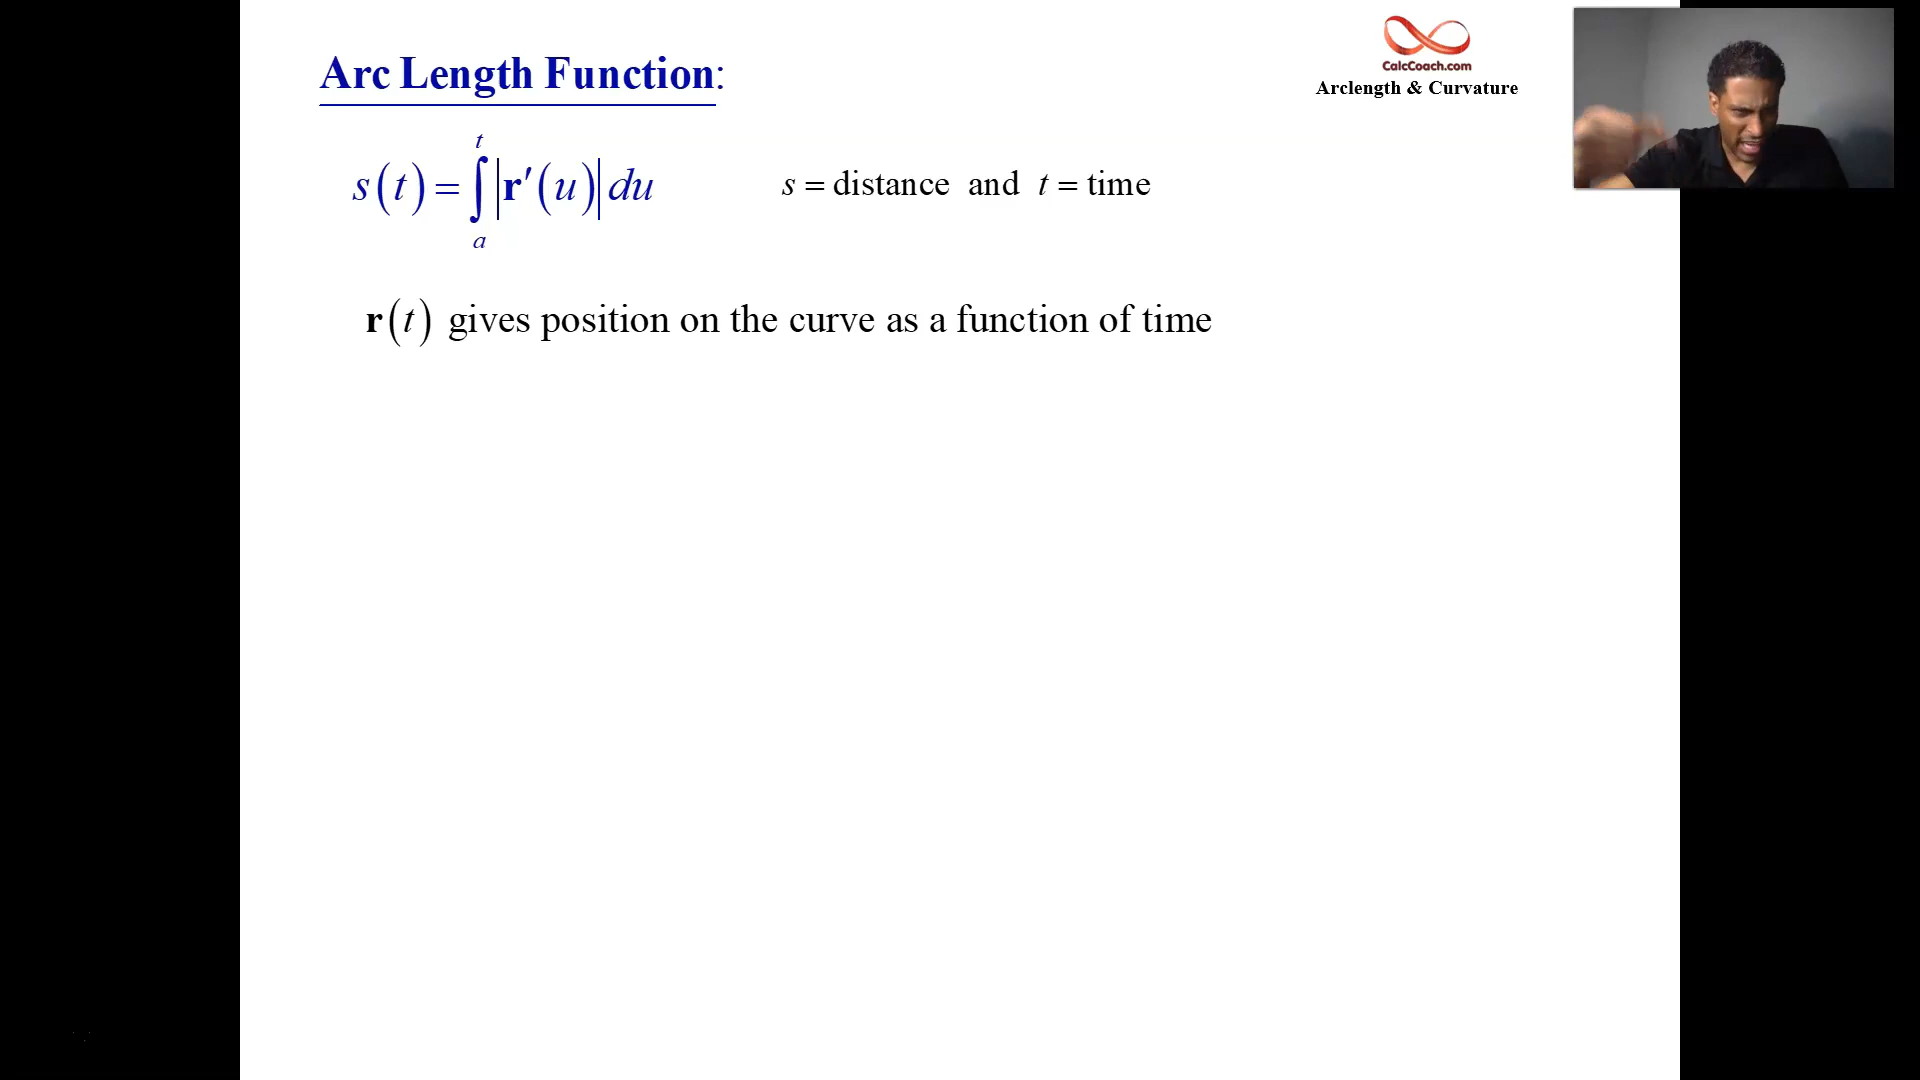 Arc Length Function:
CalcCoach.com
Arclength & Curvature
s(t) = ∫ₐᵗ |r′(u)| du
s = distance and t = time
r(t) gives position on the curve as a function of time